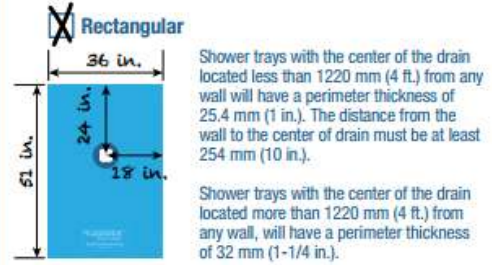 X Rectangular
36 in.
24 in.
18 in.
51 in.
Shower trays with the center of the drain
located less than 1220 mm (4 ft.) from any
wall will have a perimeter thickness of
25.4 mm (1 in.). The distance from the
wall to the center of drain must be at least
254 mm (10 in.).
Shower trays with the center of the drain
located more than 1220 mm (4 ft.) from
any wall, will have a perimeter thickness
of 32 mm (1-1/4 in.).